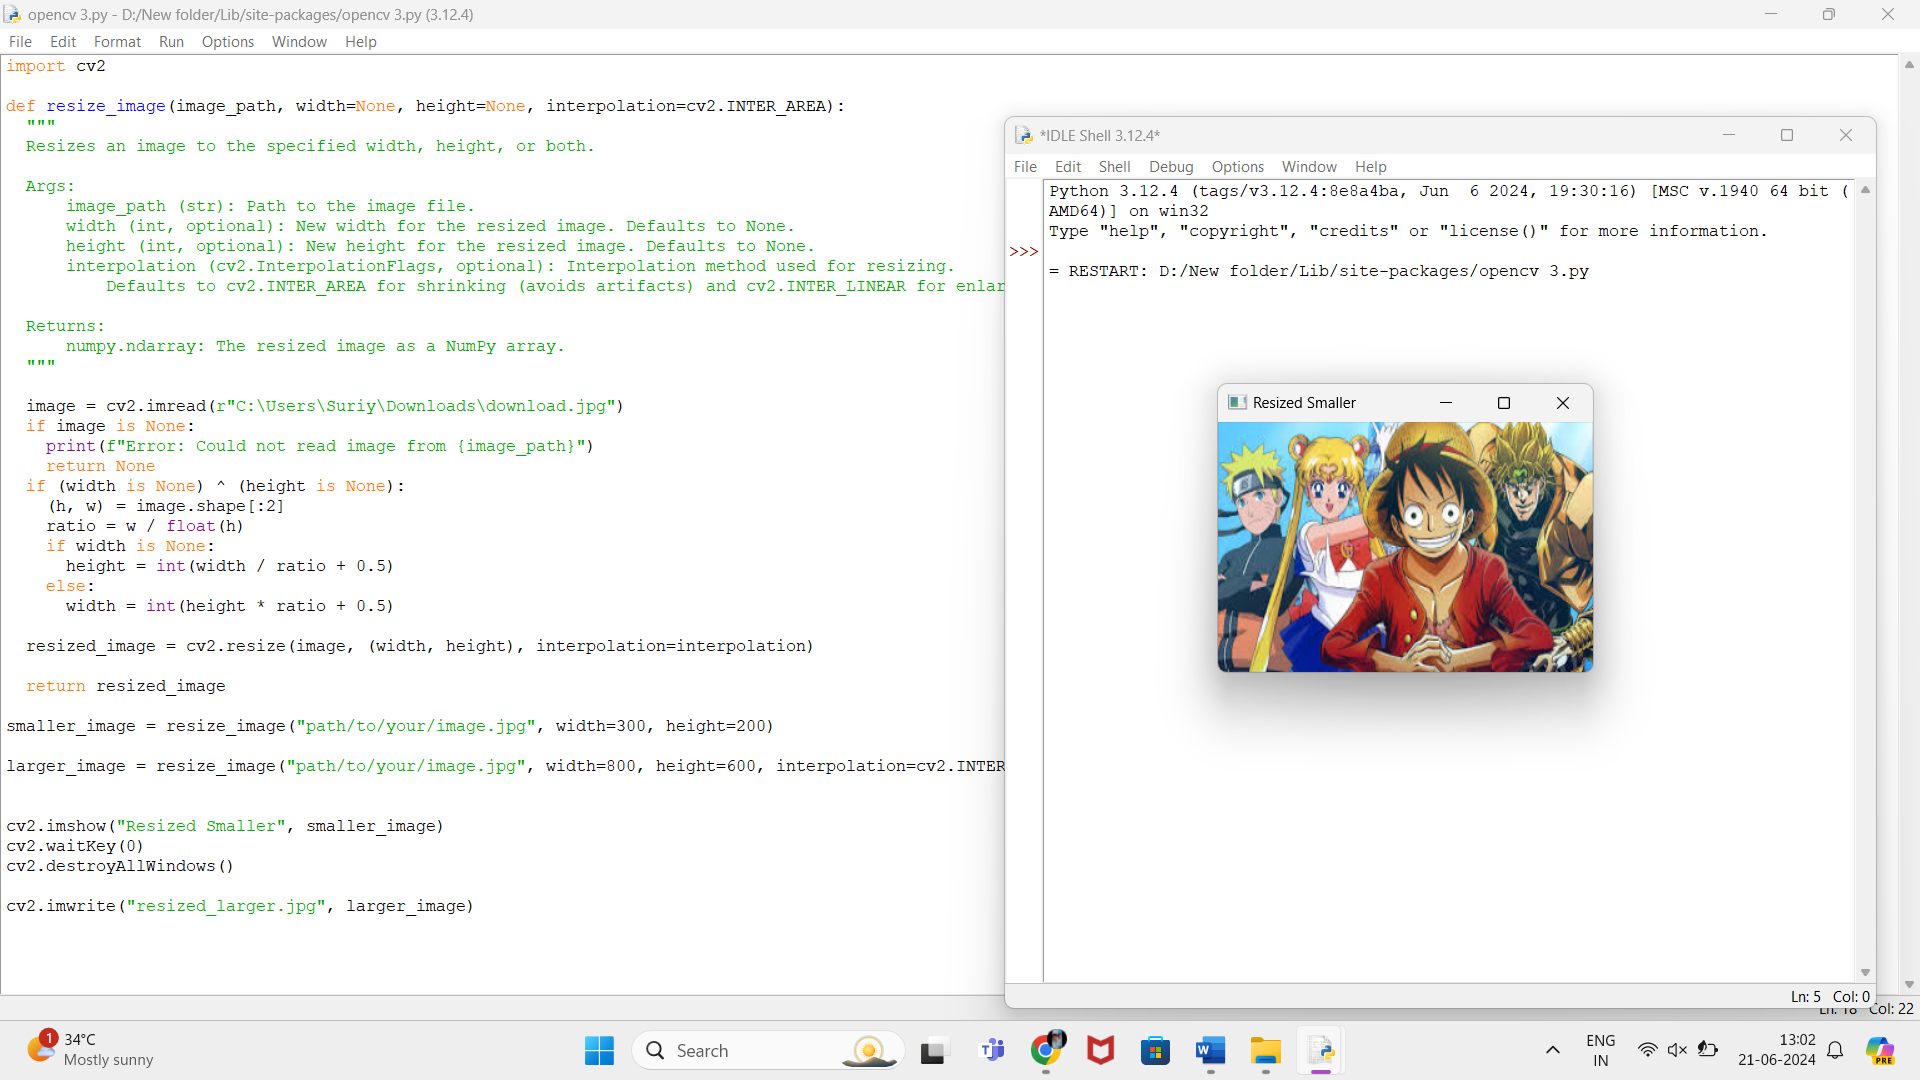 opencv 3.py - D:/New folder/Lib/site-packages/opencv 3.py (3.12.4)
File Edit Format Run Options Window Help
import cv2
def resize_image(image_path, width=None, height=None, interpolation=cv2.INTER_AREA):
"""
Resizes an image to the specified width, height, or both.
Args:
image_path (str): Path to the image file.
width (int, optional): New width for the resized image. Defaults to None.
height (int, optional): New height for the resized image. Defaults to None.
interpolation (cv2.InterpolationFlags, optional): Interpolation method used for resizing.
Defaults to cv2.INTER_AREA for shrinking (avoids artifacts) and cv2.INTER_LINEAR for enlar
Returns:
numpy.ndarray: The resized image as a NumPy array.
"""
image = cv2.imread(r"C:\Users\Suriy\Downloads\download.jpg")
if image is None:
print(f"Error: Could not read image from {image_path}")
return None
if (width is None) ^ (height is None):
(h, w) = image.shape[:2]
ratio = w / float(h)
if width is None:
height = int(width / ratio + 0.5)
else:
width = int(height * ratio + 0.5)
resized_image = cv2.resize(image, (width, height), interpolation=interpolation)
return resized_image
smaller_image = resize_image("path/to/your/image.jpg", width=300, height=200)
larger_image = resize_image("path/to/your/image.jpg", width=800, height=600, interpolation=cv2.INTER
cv2.imshow("Resized Smaller", smaller_image)
cv2.waitKey(0)
cv2.destroyAllWindows()
cv2.imwrite("resized_larger.jpg", larger_image)
*IDLE Shell 3.12.4*
File Edit Shell Debug Options Window Help
Python 3.12.4 (tags/v3.12.4:8e8a4ba, Jun  6 2024, 19:30:16) [MSC v.1940 64 bit (
AMD64)] on win32
Type "help", "copyright", "credits" or "license()" for more information.
>>>
= RESTART: D:/New folder/Lib/site-packages/opencv 3.py
Resized Smaller
Ln: 5 Col: 0
Ln: 18 Col: 22
1
34°C
Mostly sunny
Search
ENG
IN
13:02
21-06-2024
PRE